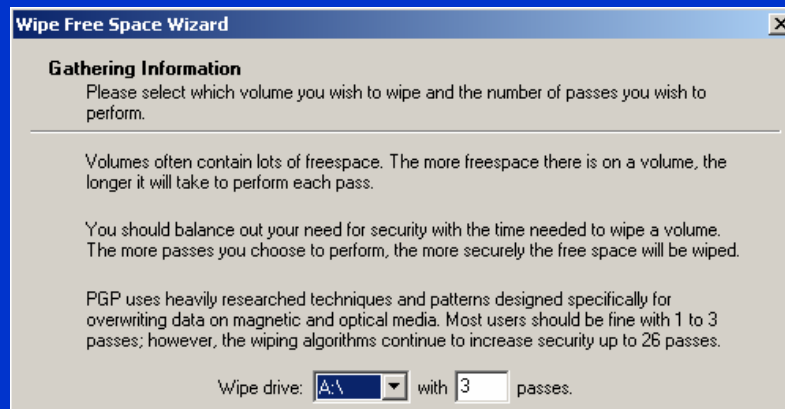 Wipe Free Space Wizard
Gathering Information
Please select which volume you wish to wipe and the number of passes you wish to
perform.
Volumes often contain lots of freespace. The more freespace there is on a volume, the
longer it will take to perform each pass.
You should balance out your need for security with the time needed to wipe a volume.
The more passes you choose to perform, the more securely the free space will be wiped.
PGP uses heavily researched techniques and patterns designed specifically for
overwriting data on magnetic and optical media. Most users should be fine with 1 to 3
passes; however, the wiping algorithms continue to increase security up to 26 passes.
Wipe drive: A:\ with 3 passes.